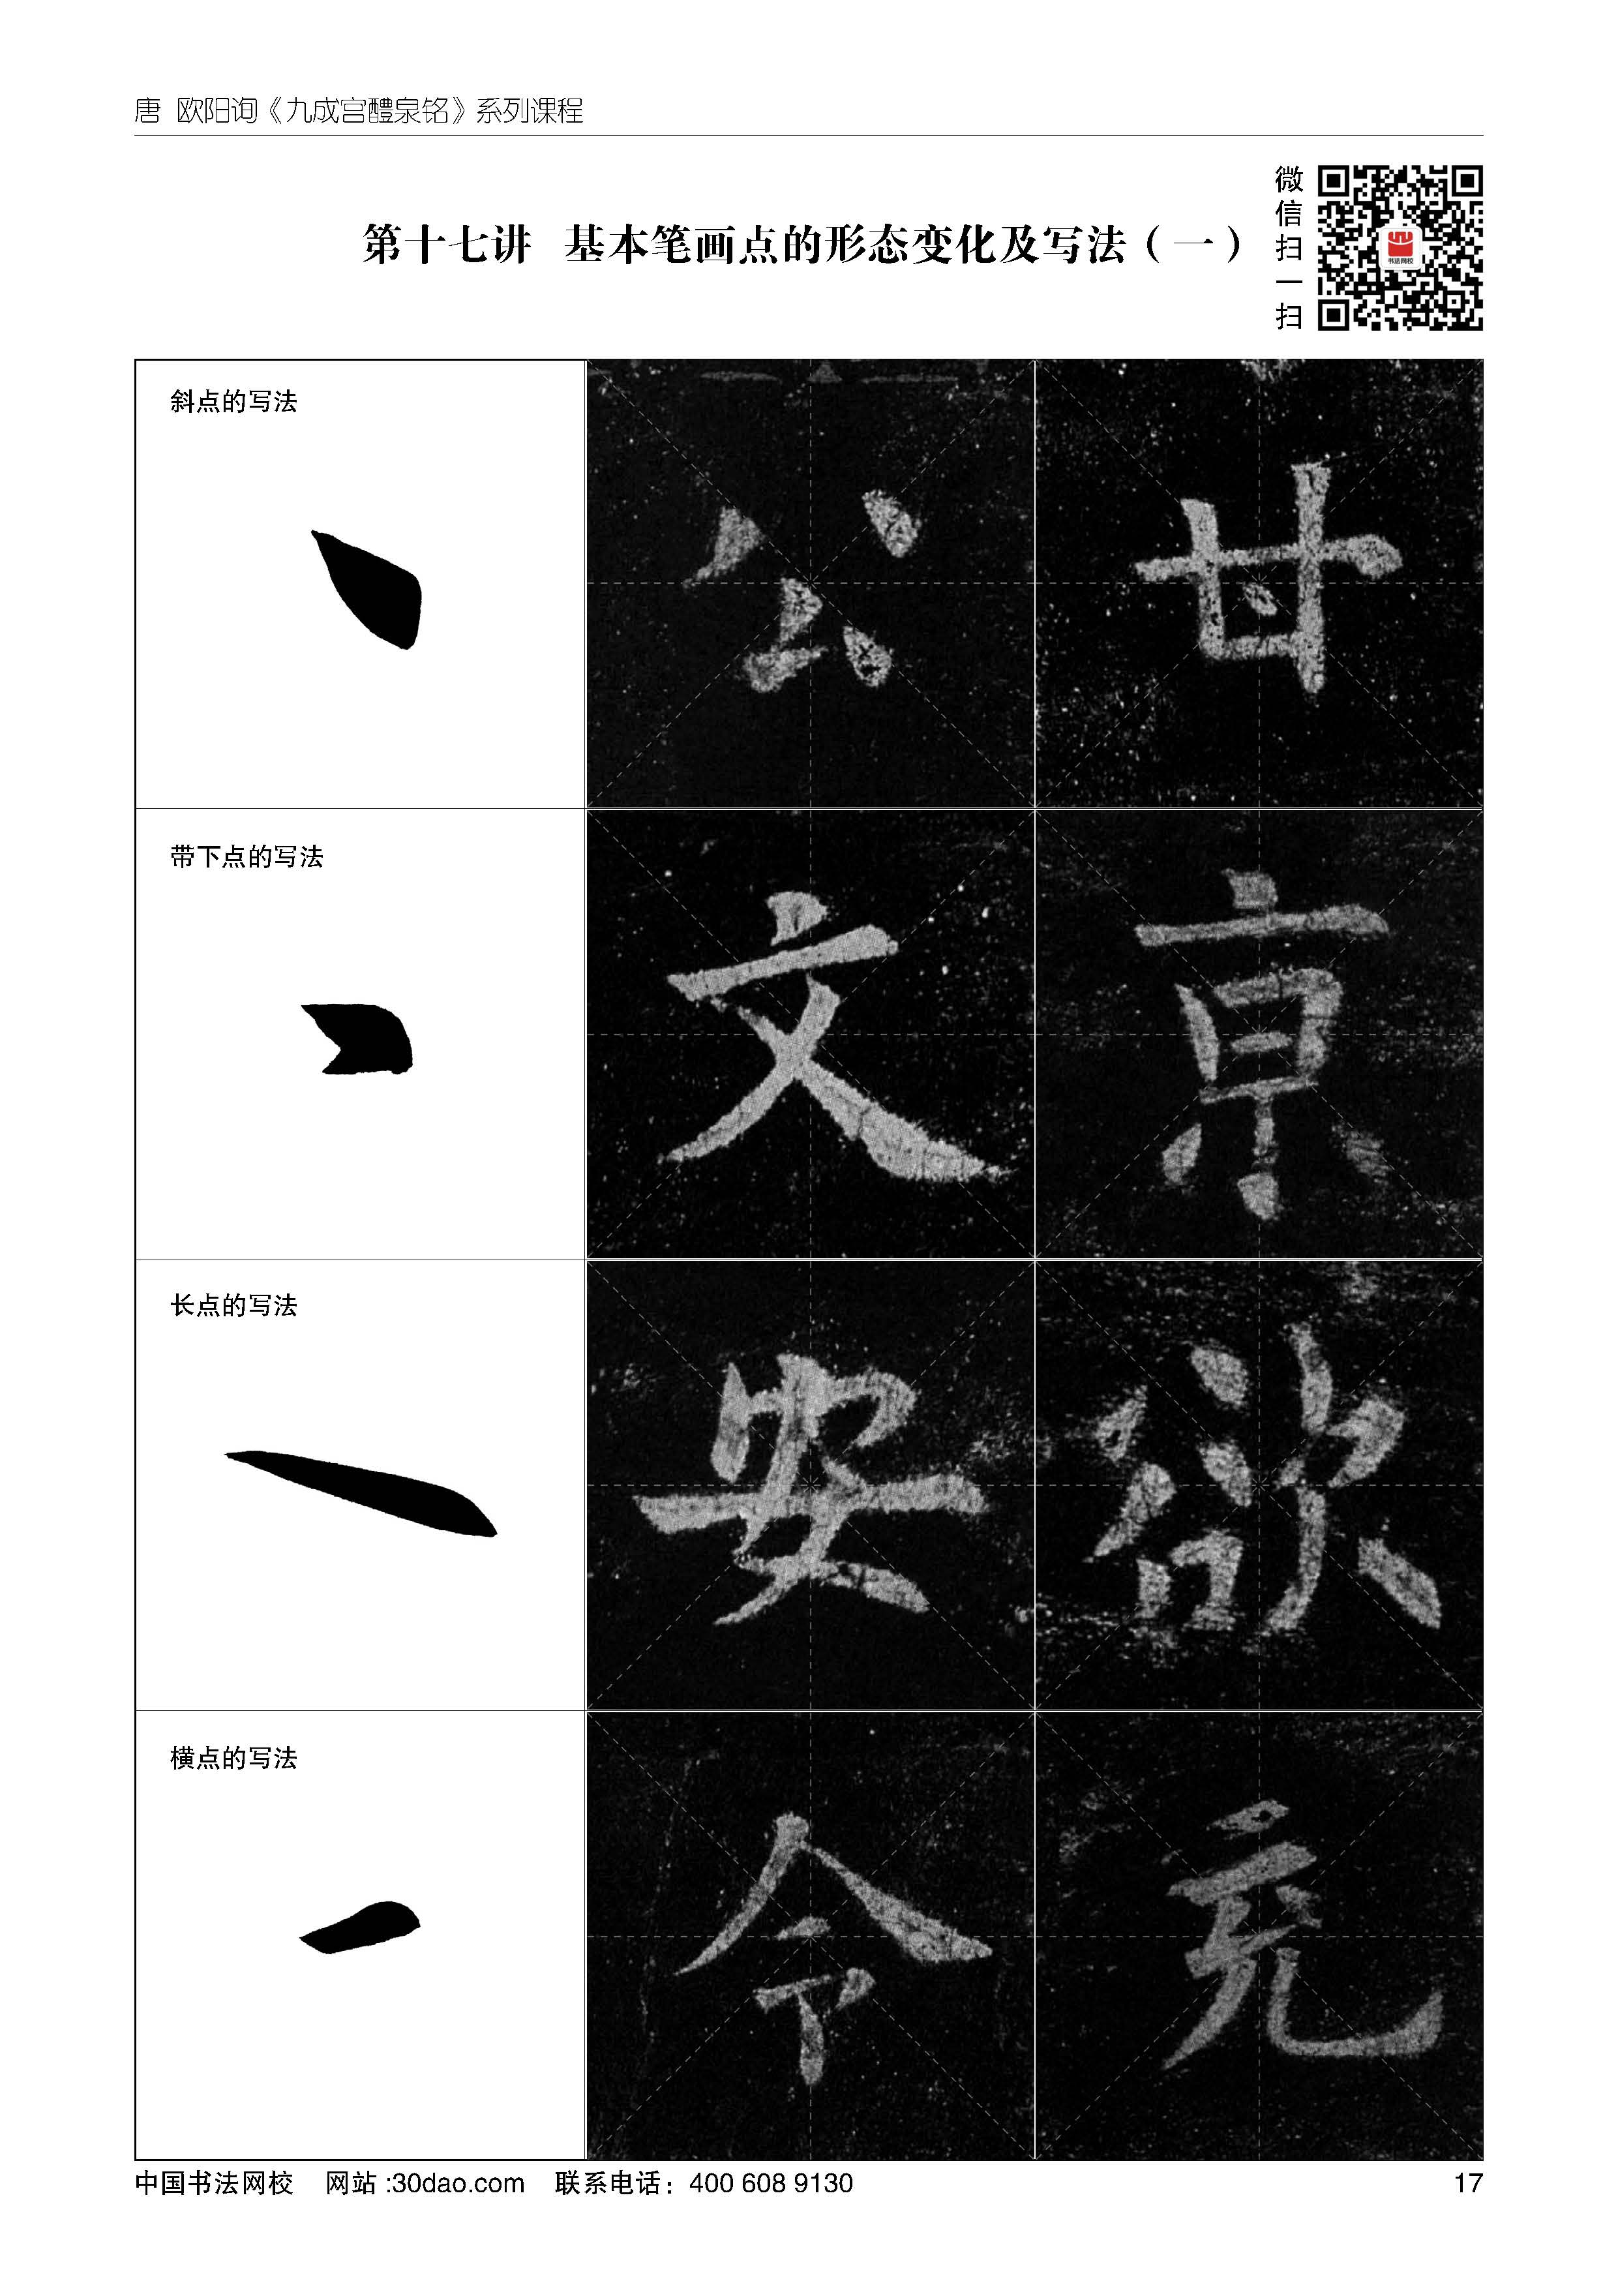 唐 欧阳询《九成宫醴泉铭》系列课程
第十七讲 基本笔画点的形态变化及写法（一）
微信扫一扫
书法网校
斜点的写法
公 甘
带下点的写法
文 京
长点的写法
安 欲
横点的写法
今 充
中国书法网校 网站:30dao.com 联系电话：400 608 9130
17